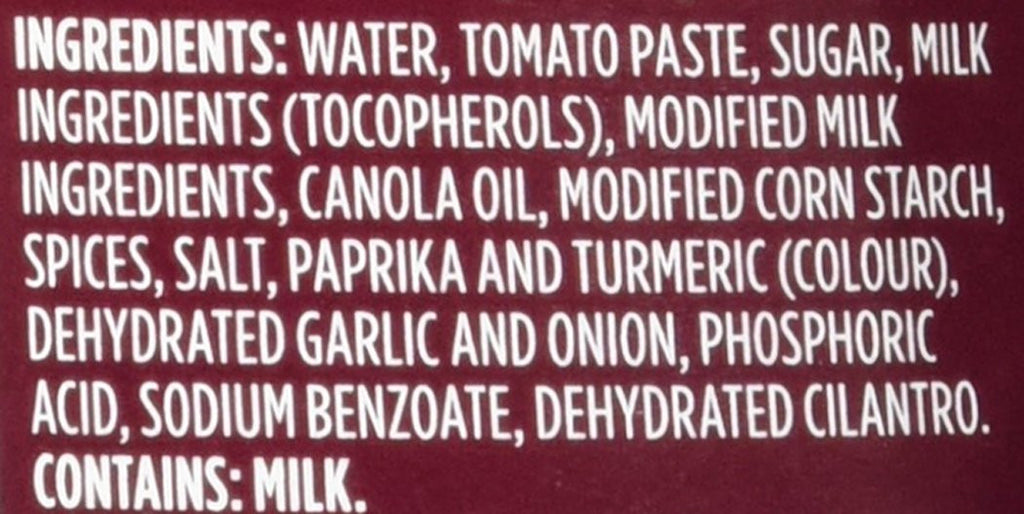 INGREDIENTS: WATER, TOMATO PASTE, SUGAR, MILK
INGREDIENTS (TOCOPHEROLS), MODIFIED MILK
INGREDIENTS, CANOLA OIL, MODIFIED CORN STARCH,
SPICES, SALT, PAPRIKA AND TURMERIC (COLOUR),
DEHYDRATED GARLIC AND ONION, PHOSPHORIC
ACID, SODIUM BENZOATE, DEHYDRATED CILANTRO.
CONTAINS: MILK.